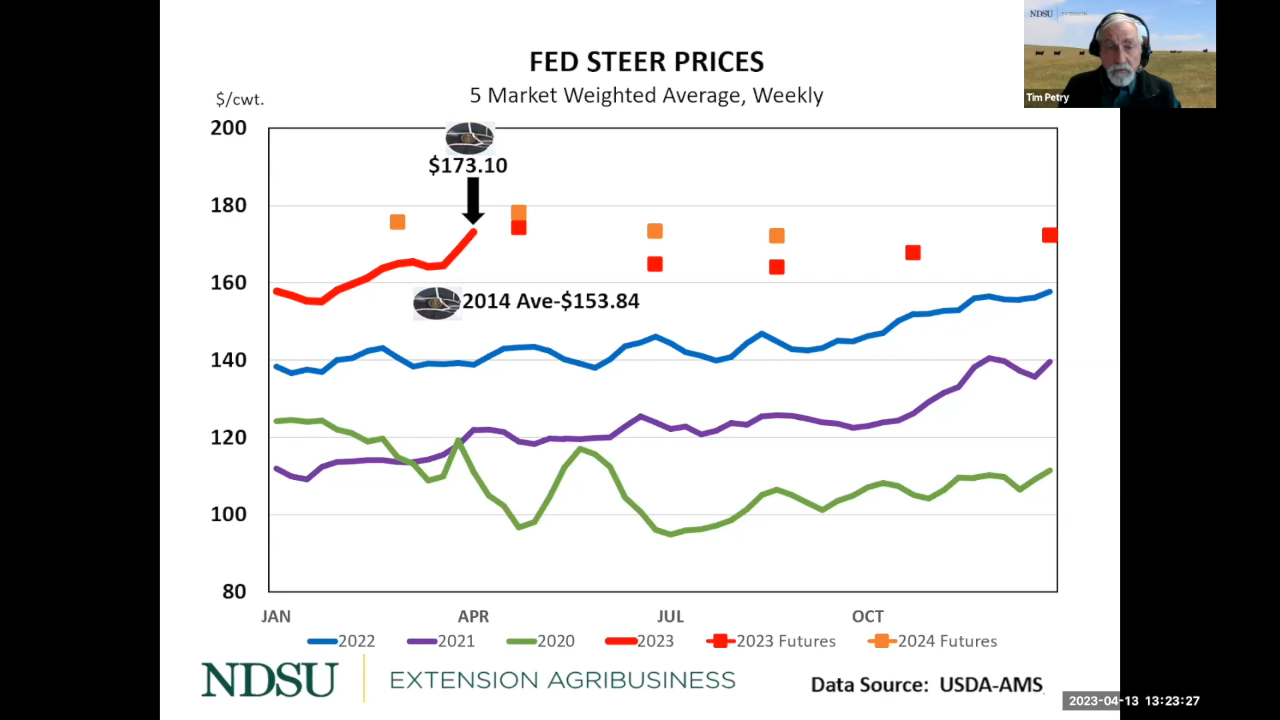 FED STEER PRICES
5 Market Weighted Average, Weekly
$/cwt.
NDSU EXTENSION
Tim Petry
200
180
160
140
120
100
80
$173.10
2014 Ave-$153.84
JAN APR JUL OCT
2022 2021 2020 2023 2023 Futures 2024 Futures
NDSU EXTENSION AGRIBUSINESS
Data Source: USDA-AMS
2023-04-13 13:23:27